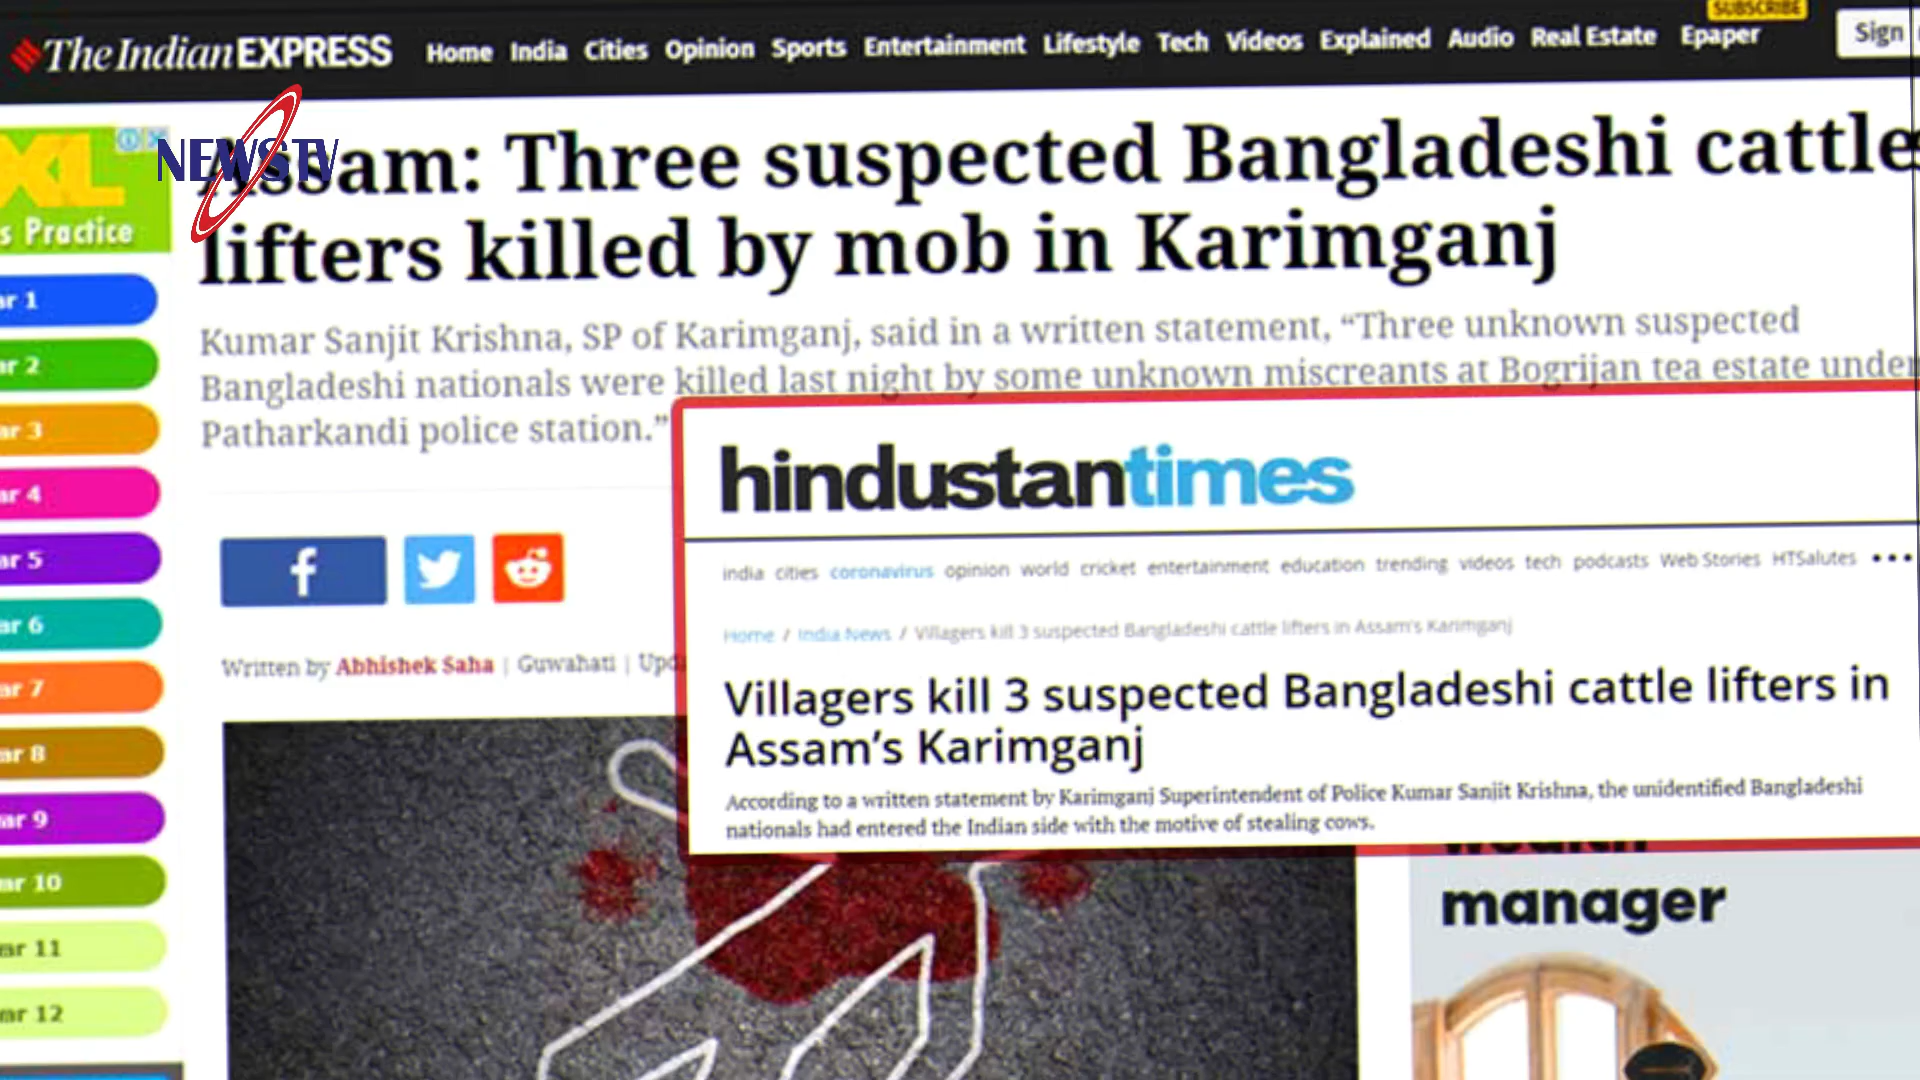 SUBSCRIBE
The Indian EXPRESS Home India Cities Opinion Sports Entertainment Lifestyle Tech Videos Explained Audio Real Estate Epaper Sign
NEWSTV
XL
s Practice
Assam: Three suspected Bangladeshi cattle
lifters killed by mob in Karimganj
Kumar Sanjit Krishna, SP of Karimganj, said in a written statement, “Three unknown suspected
Bangladeshi nationals were killed last night by some unknown miscreants at Bogrijan tea estate under
Patharkandi police station.”
f
Written by Abhishek Saha | Guwahati | Upd
ar 1
ar 2
ar 3
ar 4
ar 5
ar 6
ar 7
ar 8
ar 9
ar 10
ar 11
ar 12
hindustantimes
india cities coronavirus opinion world cricket entertainment education trending videos tech podcasts Web Stories HTSalutes •••
Home / India News / Villagers kill 3 suspected Bangladeshi cattle lifters in Assam's Karimganj
Villagers kill 3 suspected Bangladeshi cattle lifters in
Assam’s Karimganj
According to a written statement by Karimganj Superintendent of Police Kumar Sanjit Krishna, the unidentified Bangladeshi
nationals had entered the Indian side with the motive of stealing cows.
manager